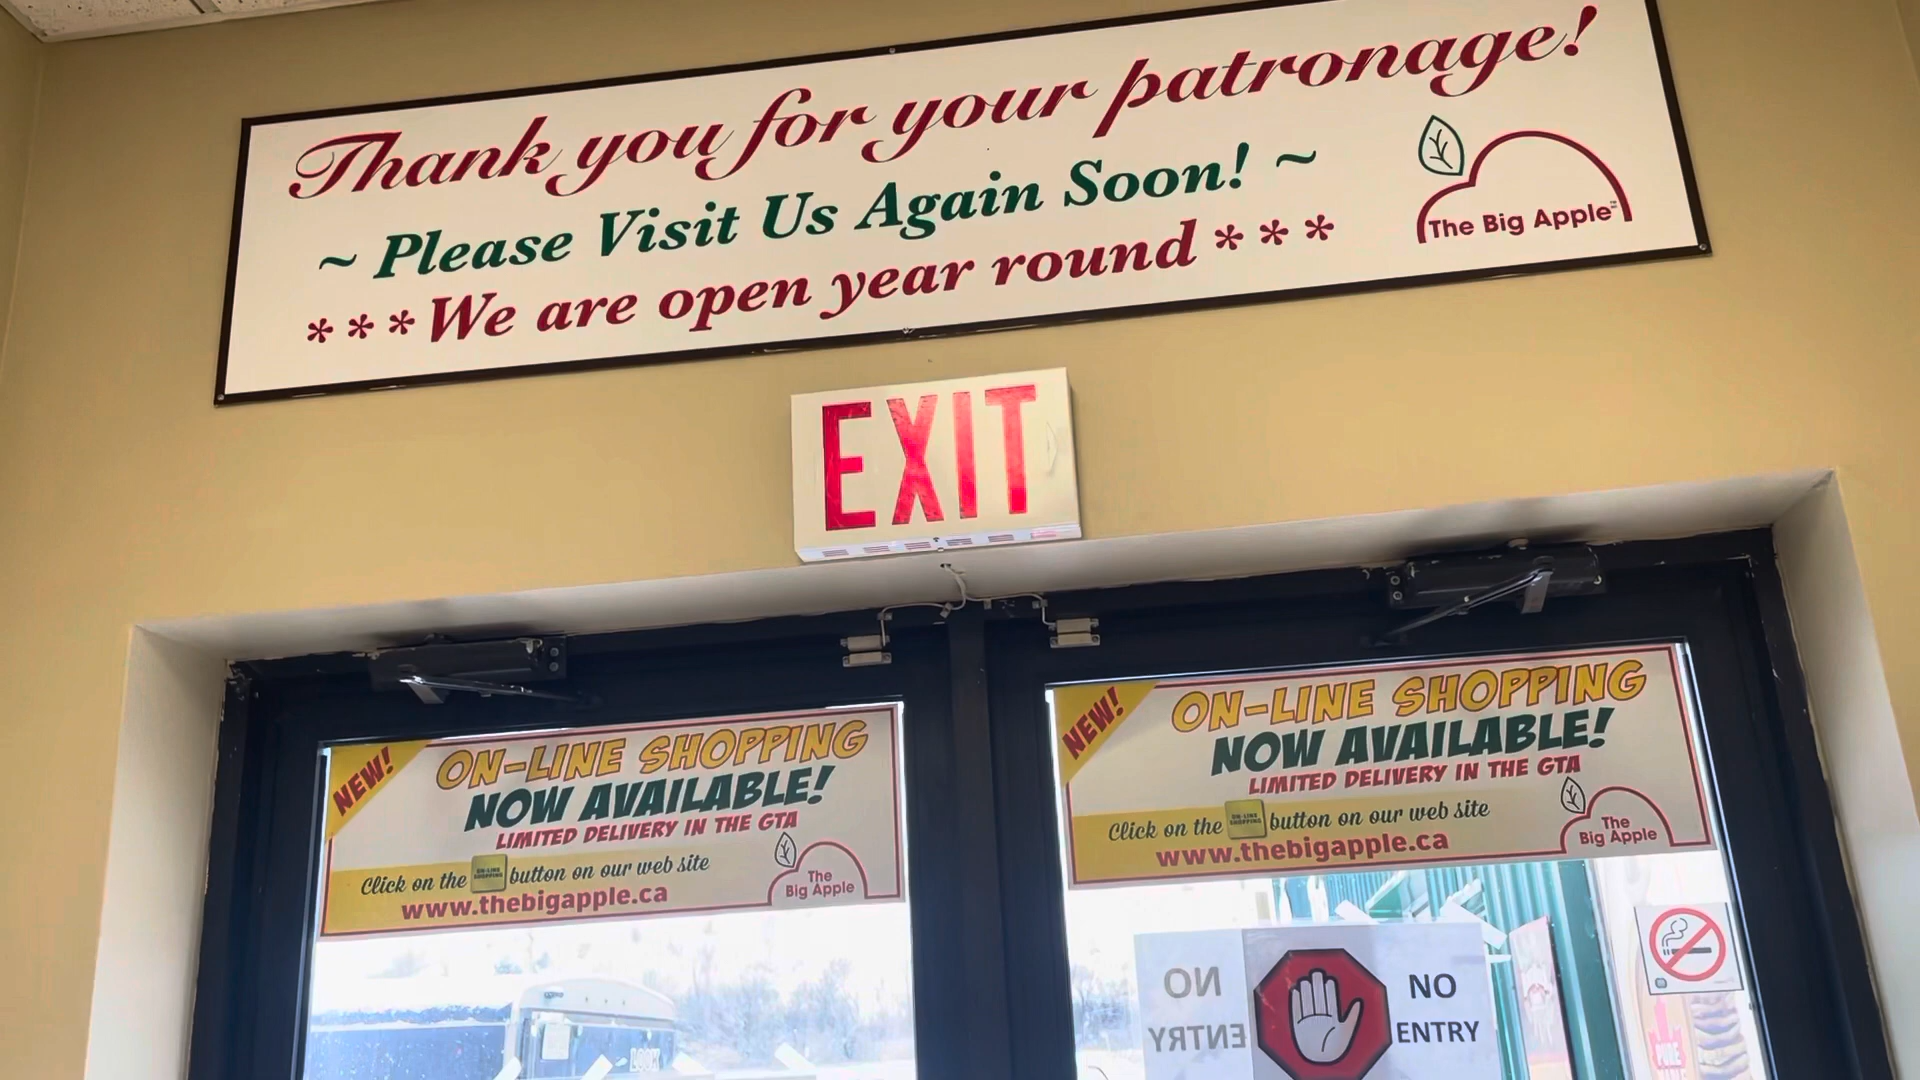 Thank you for your patronage!
~ Please Visit Us Again Soon! ~
***We are open year round***
The Big Apple
EXIT
NEW!
ON-LINE SHOPPING
NOW AVAILABLE!
LIMITED DELIVERY IN THE GTA
Click on the ON-LINE SHOPPING button on our web site
www.thebigapple.ca
The
Big Apple
NEW!
ON-LINE SHOPPING
NOW AVAILABLE!
LIMITED DELIVERY IN THE GTA
Click on the ON-LINE SHOPPING button on our web site
www.thebigapple.ca
The
Big Apple
NO
ENTRY
NO
ENTRY
LOOK
PURE